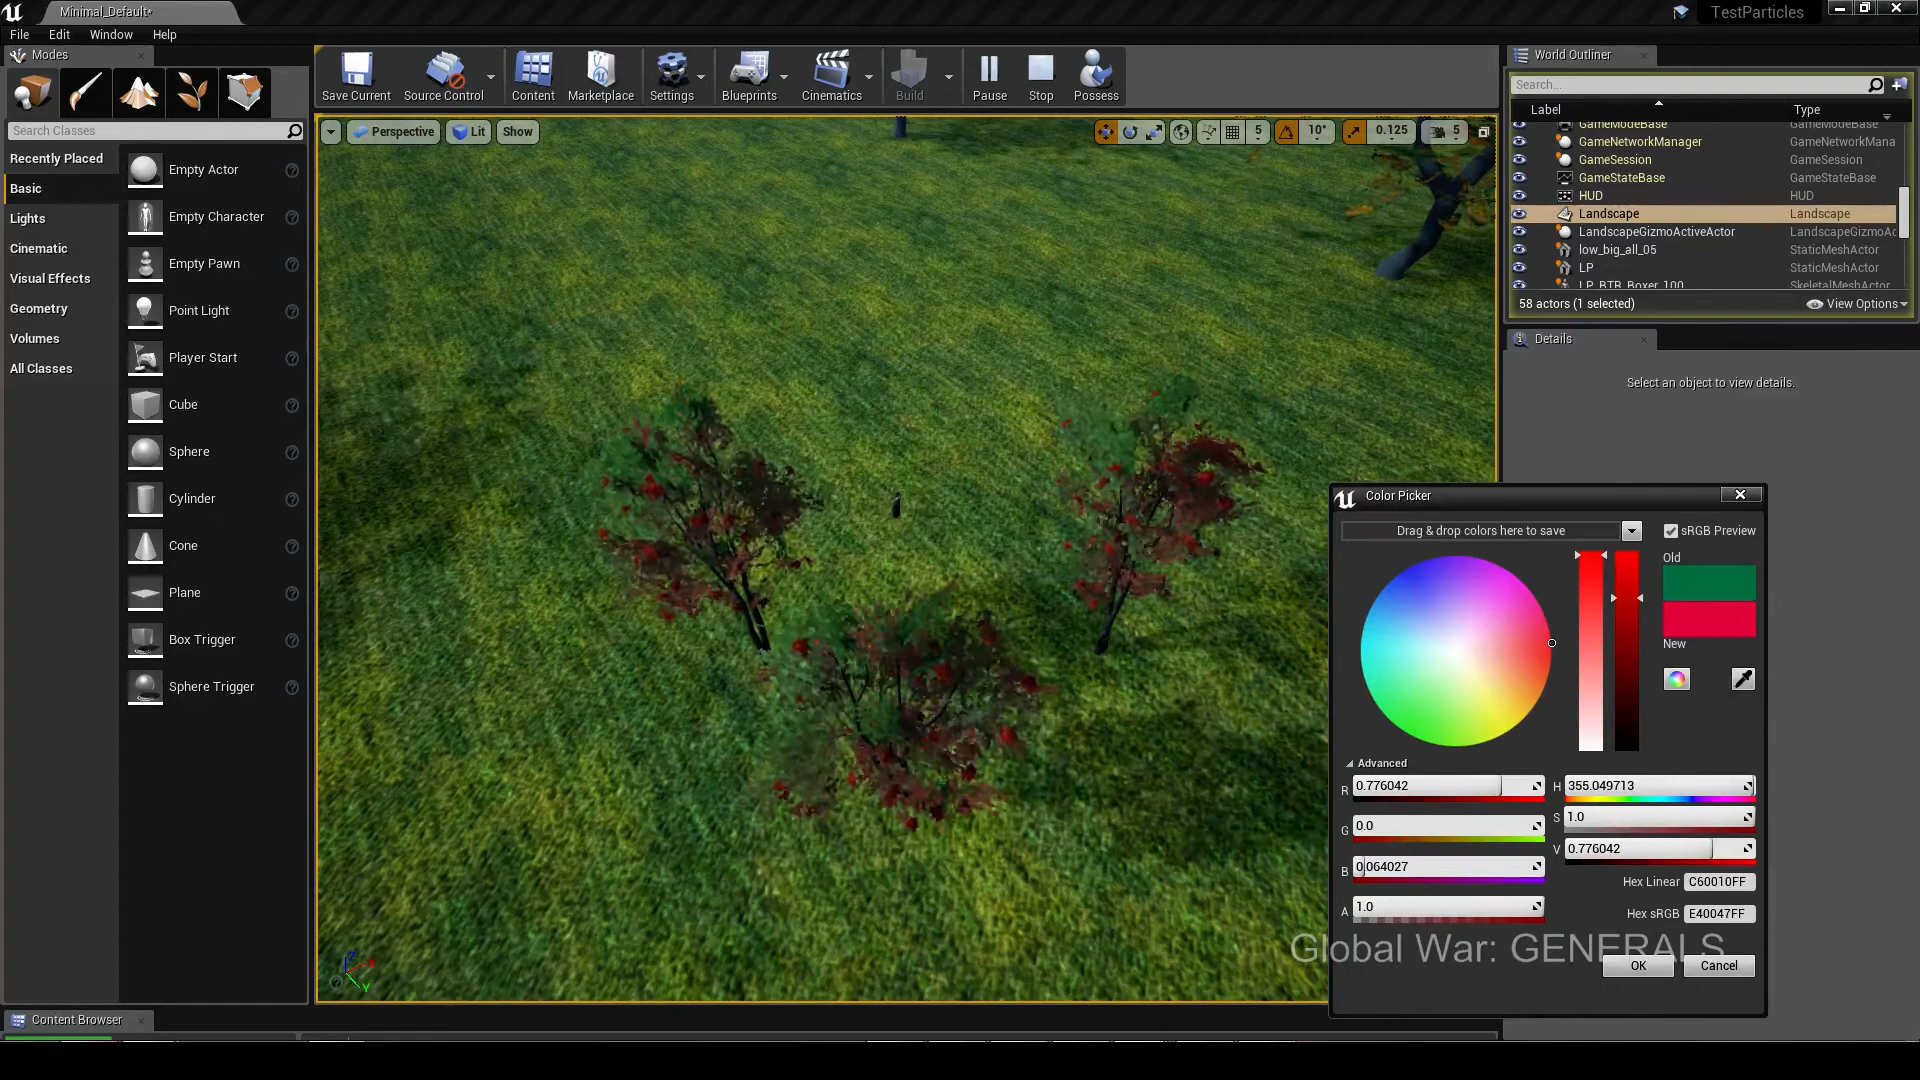 Minimal_Default*
TestParticles
File Edit Window Help
Modes
Search Classes
Recently Placed
Basic
Lights
Cinematic
Visual Effects
Geometry
Volumes
All Classes
Empty Actor
Empty Character
Empty Pawn
Point Light
Player Start
Cube
Sphere
Cylinder
Cone
Plane
Box Trigger
Sphere Trigger
Save Current Source Control Content Marketplace Settings Blueprints Cinematics Build Pause Stop Possess
Perspective Lit Show
5 10° 0.125 5
Z
X
Y
World Outliner
Search...
Label Type
GameModeBase GameModeBase
GameNetworkManager GameNetworkMana
GameSession GameSession
GameStateBase GameStateBase
HUD HUD
Landscape Landscape
LandscapeGizmoActiveActor LandscapeGizmoAc
low_big_all_05 StaticMeshActor
LP StaticMeshActor
LP_BTR_Boxer_100 SkeletalMeshActor
58 actors (1 selected) View Options
Details
Select an object to view details.
Color Picker
Drag & drop colors here to save
sRGB Preview
Old
New
Advanced
R 0.776042
G 0.0
B 0.064027
A 1.0
H 355.049713
S 1.0
V 0.776042
Hex Linear C60010FF
Hex sRGB E40047FF
Global War: GENERALS
OK Cancel
Content Browser